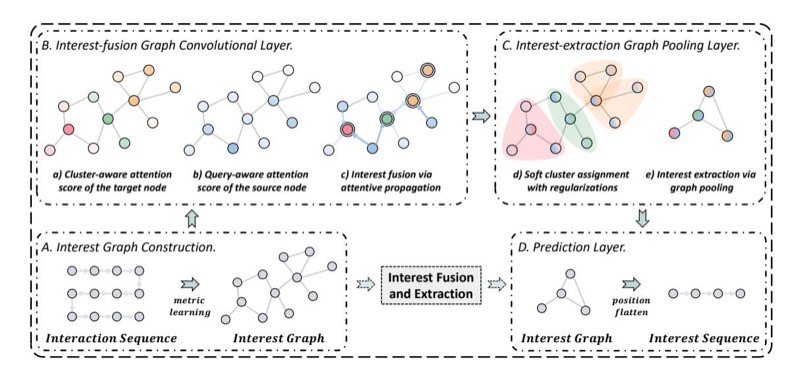 B. Interest-fusion Graph Convolutional Layer.
a) Cluster-aware attention
score of the target node
b) Query-aware attention
score of the source node
c) Interest fusion via
attentive propagation
C. Interest-extraction Graph Pooling Layer.
d) Soft cluster assignment
with regularizations
e) Interest extraction via
graph pooling
A. Interest Graph Construction.
metric
learning
Interaction Sequence
Interest Graph
Interest Fusion
and Extraction
D. Prediction Layer.
position
flatten
Interest Graph
Interest Sequence